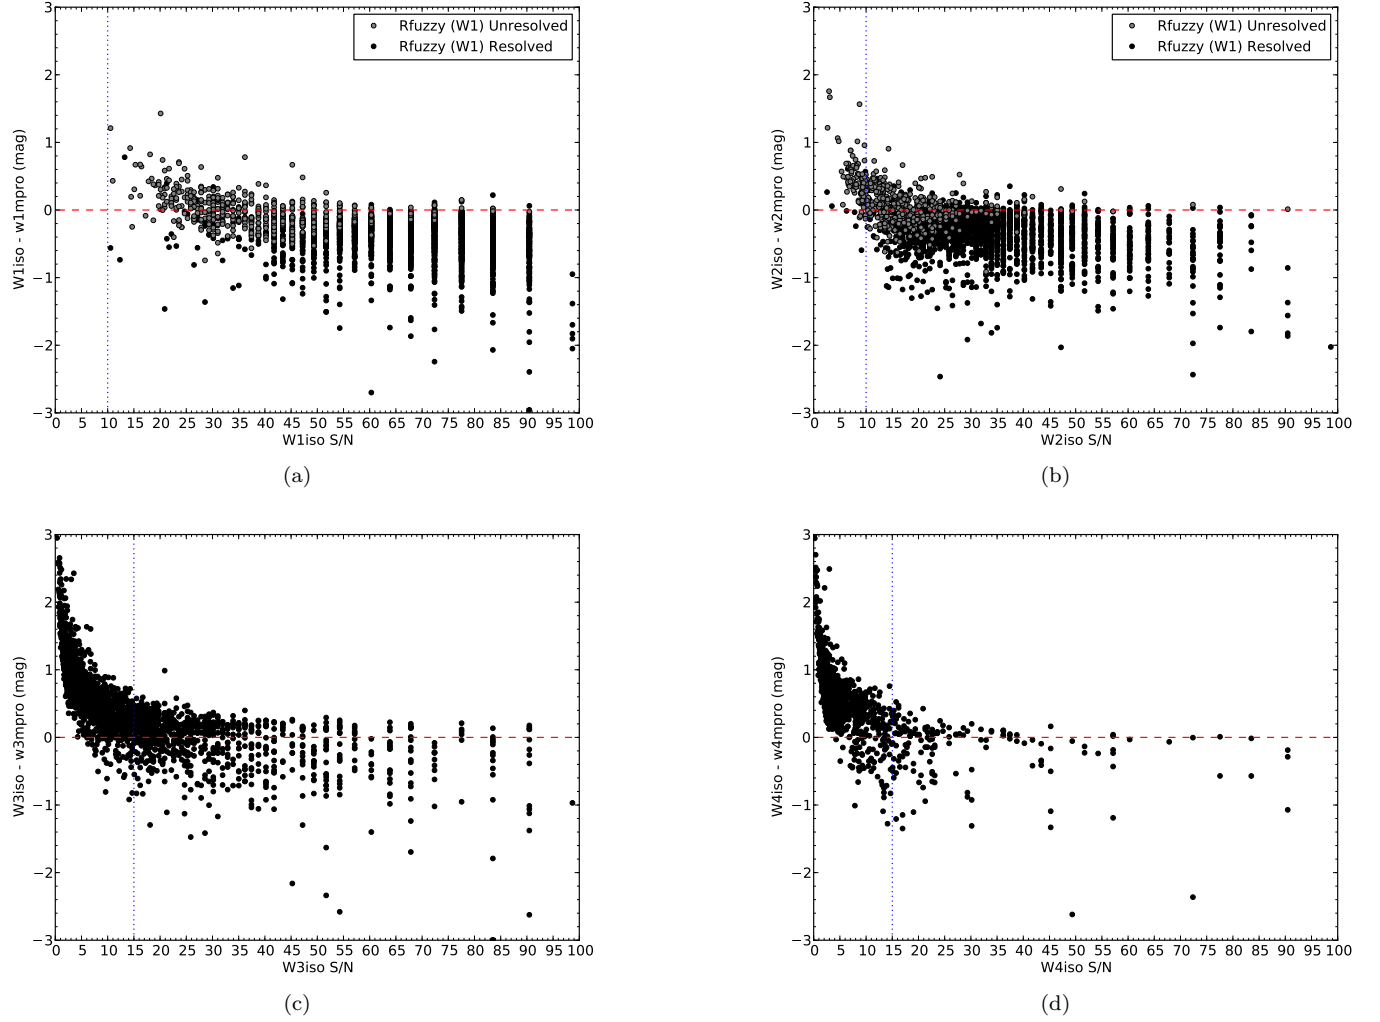 3
2
1
0
−1
−2
−3
W1iso - w1mpro (mag)
Rfuzzy (W1) Unresolved
Rfuzzy (W1) Resolved
0 5 10 15 20 25 30 35 40 45 50 55 60 65 70 75 80 85 90 95 100
W1iso S/N
(a)
3
2
1
0
−1
−2
−3
W2iso - w2mpro (mag)
Rfuzzy (W1) Unresolved
Rfuzzy (W1) Resolved
0 5 10 15 20 25 30 35 40 45 50 55 60 65 70 75 80 85 90 95 100
W2iso S/N
(b)
3
2
1
0
−1
−2
−3
W3iso - w3mpro (mag)
0 5 10 15 20 25 30 35 40 45 50 55 60 65 70 75 80 85 90 95 100
W3iso S/N
(c)
3
2
1
0
−1
−2
−3
W4iso - w4mpro (mag)
0 5 10 15 20 25 30 35 40 45 50 55 60 65 70 75 80 85 90 95 100
W4iso S/N
(d)